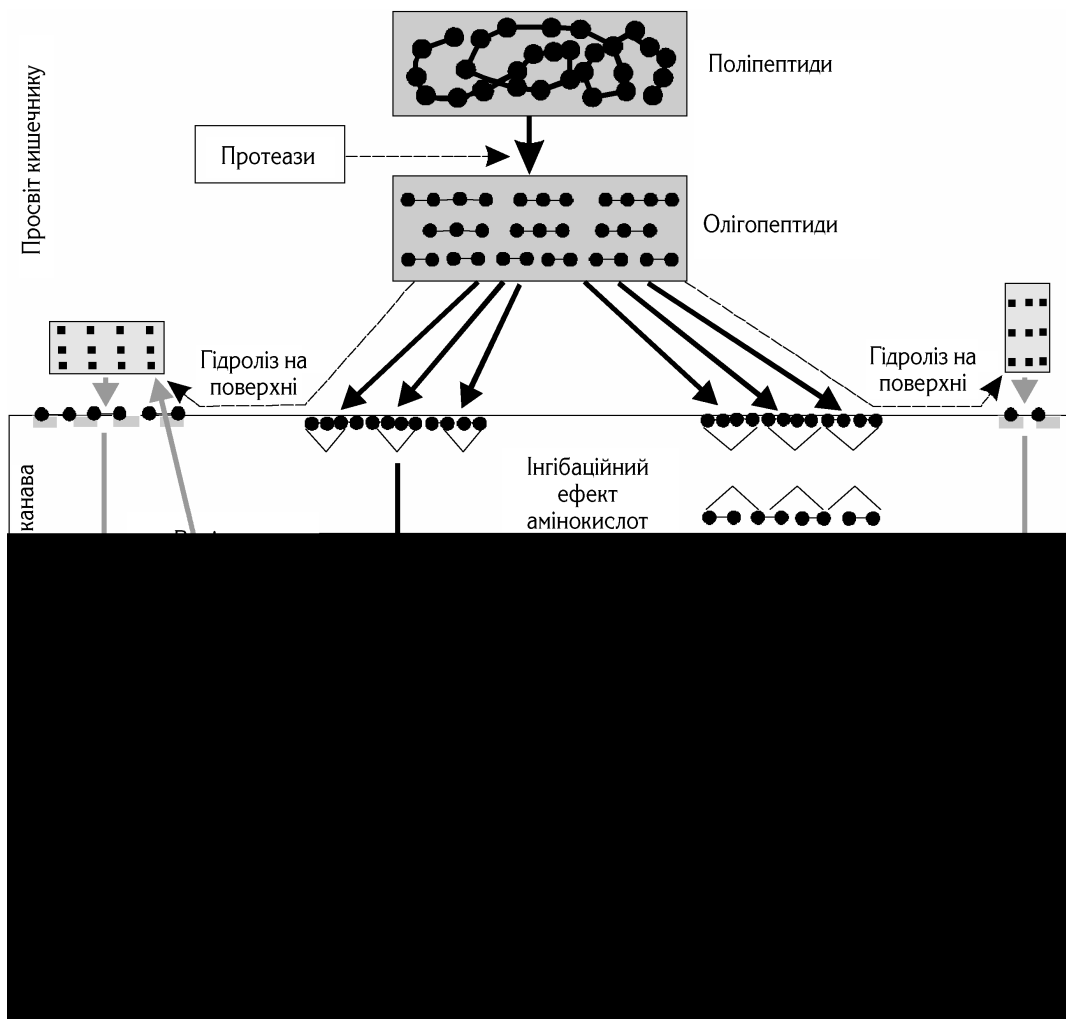 Просвіт кишечнику
Поліпептиди
Протеази
Олігопептиди
Гідроліз на
поверхні
Гідроліз на
поверхні
канава
Інгібаційний
ефект
амінокислот